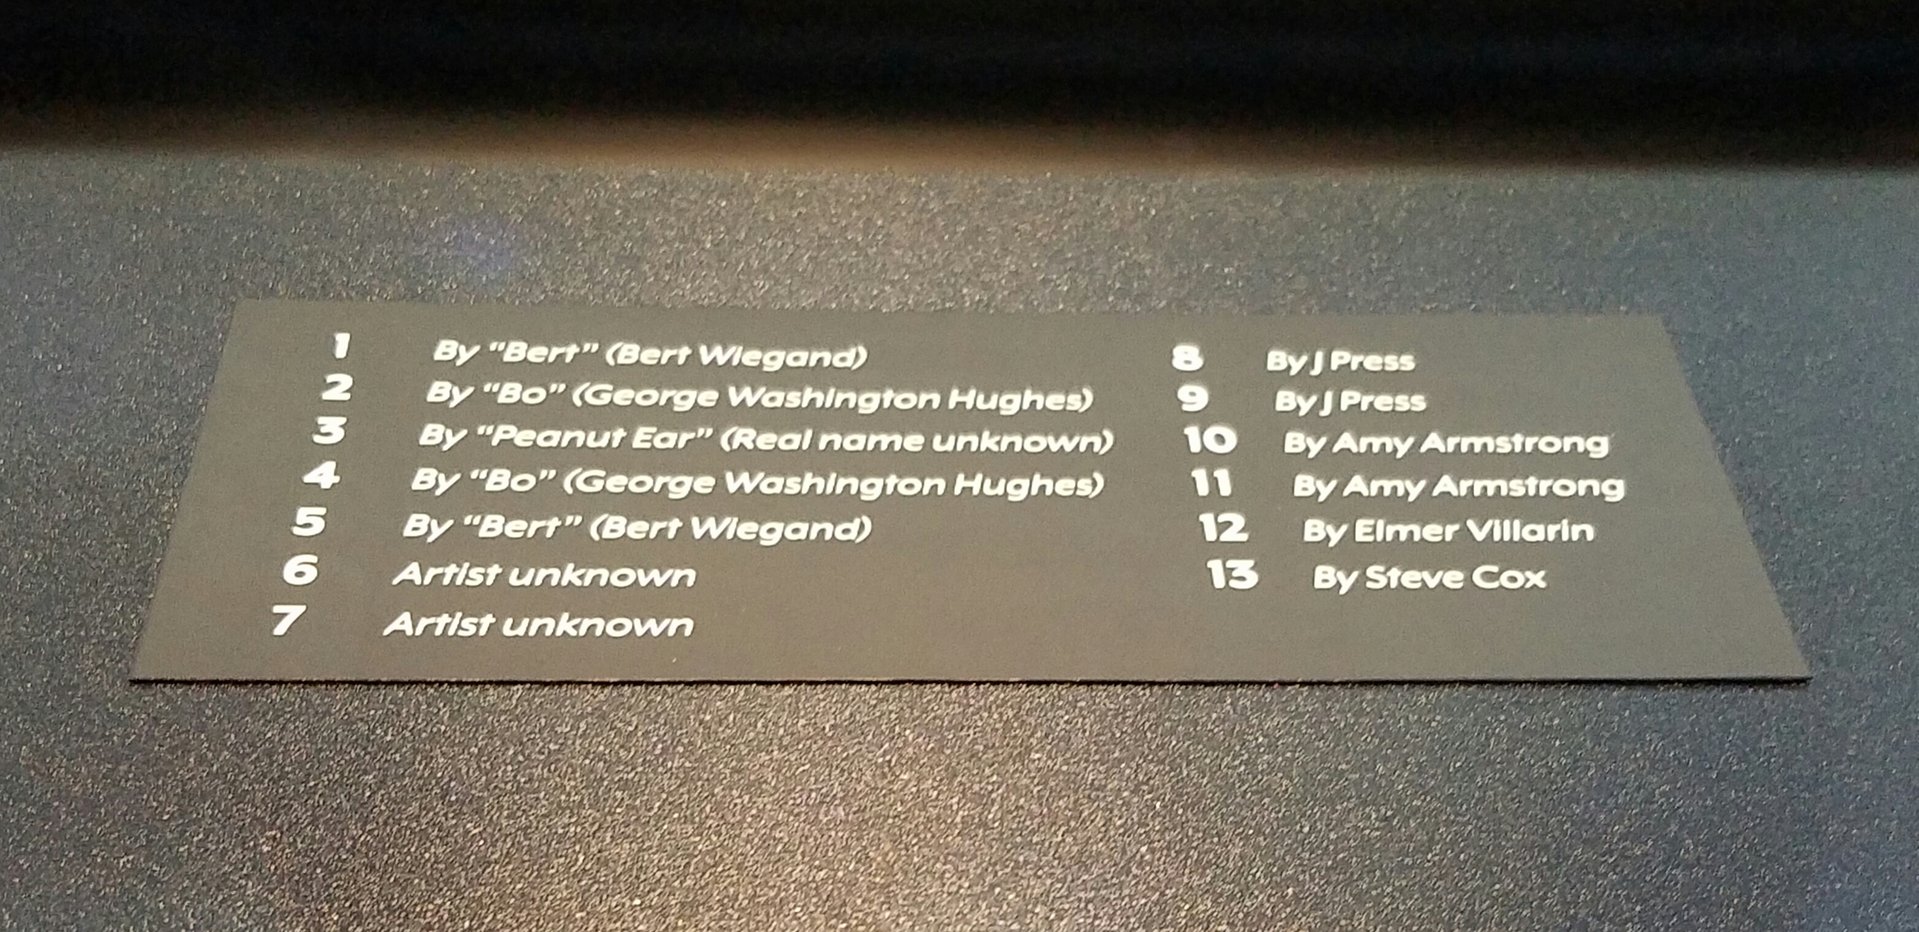 1 By “Bert” (Bert Wiegand)
2 By “Bo” (George Washington Hughes)
3 By “Peanut Ear” (Real name unknown)
4 By “Bo” (George Washington Hughes)
5 By “Bert” (Bert Wiegand)
6 Artist unknown
7 Artist unknown
8 By J Press
9 By J Press
10 By Amy Armstrong
11 By Amy Armstrong
12 By Elmer Villarin
13 By Steve Cox